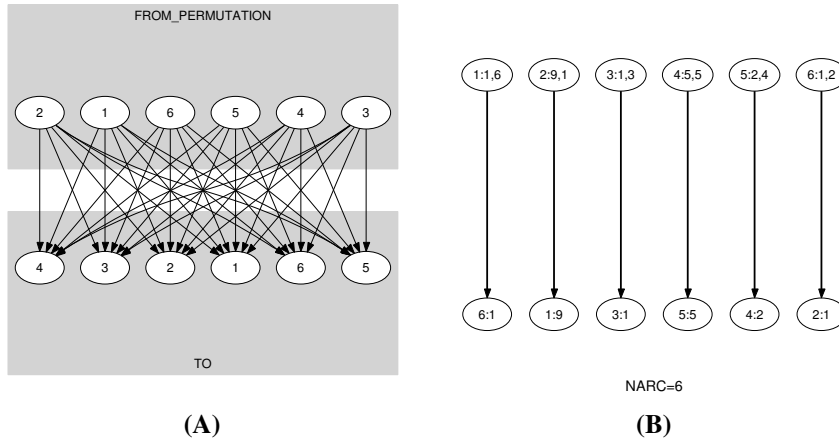 FROM_PERMUTATION
2 1 6 5 4 3
4 3 2 1 6 5
TO
(A)
1:1,6 2:9,1 3:1,3 4:5,5 5:2,4 6:1,2
6:1 1:9 3:1 5:5 4:2 2:1
NARC=6
(B)